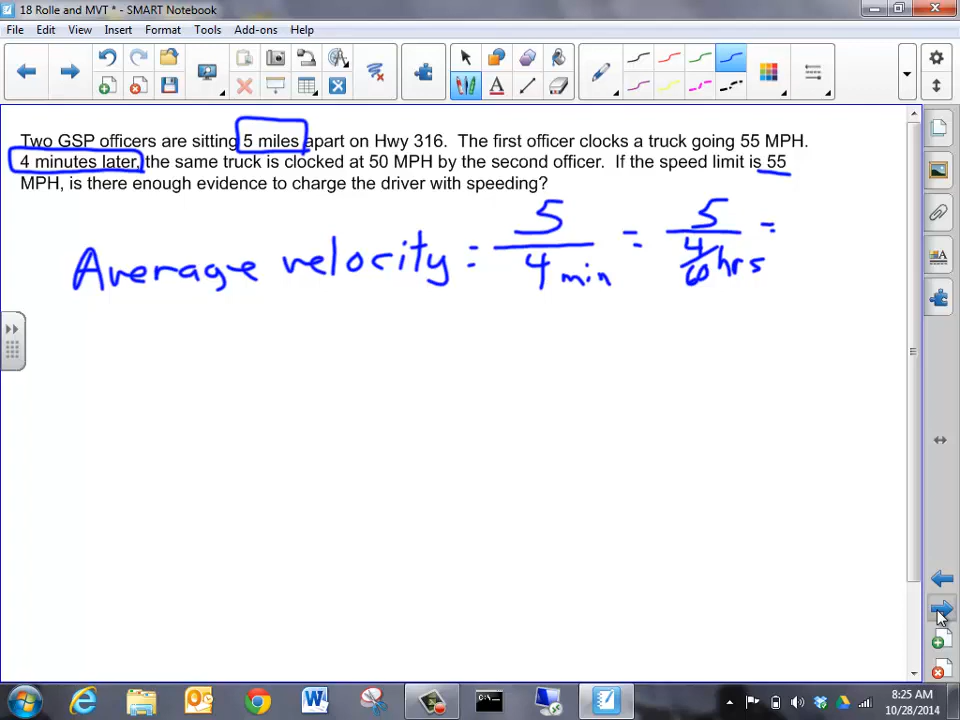 18 Rolle and MVT * - SMART Notebook
File Edit View Insert Format Tools Add-ons Help
Two GSP officers are sitting 5 miles apart on Hwy 316. The first officer clocks a truck going 55 MPH.
4 minutes later, the same truck is clocked at 50 MPH by the second officer. If the speed limit is 55
MPH, is there enough evidence to charge the driver with speeding?
Average velocity = 5/4 min = 5/(4/60 hrs) =
8:25 AM
10/28/2014